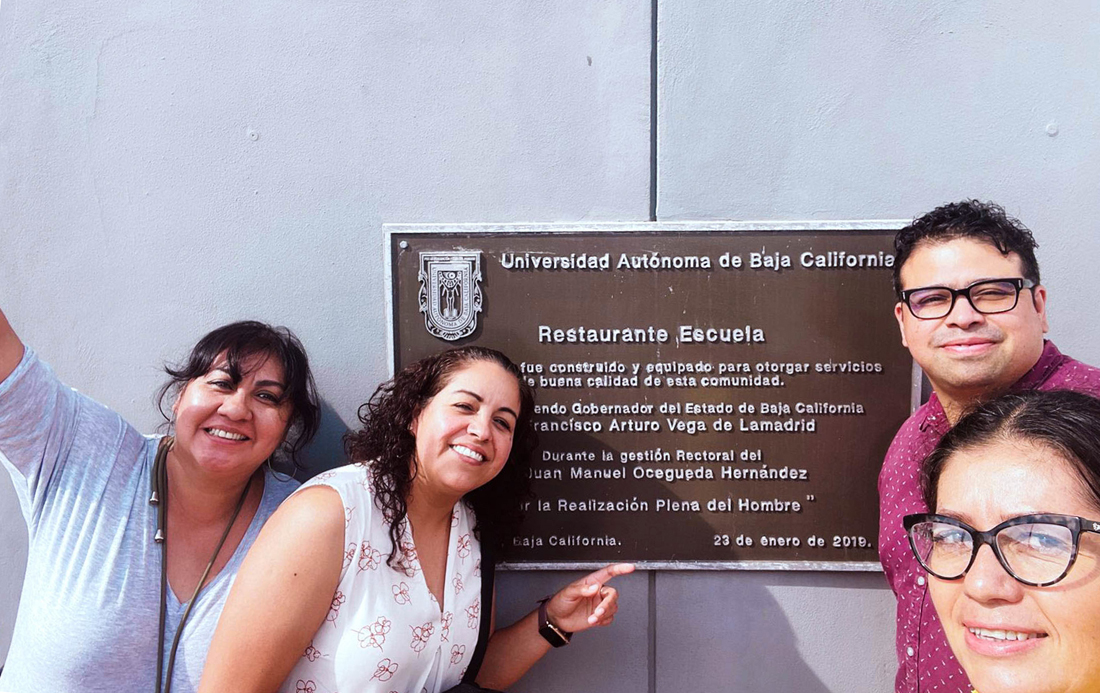 Universidad Autónoma de Baja California
Restaurante Escuela
fue construido y equipado para otorgar servicios
de buena calidad de esta comunidad.
Gobernador del Estado de Baja California
Francisco Arturo Vega de Lamadrid
Durante la gestión Rectoral del
Juan Manuel Ocegueda Hernández
la Realización Plena del Hombre"
Baja California.
23 de enero de 2019.